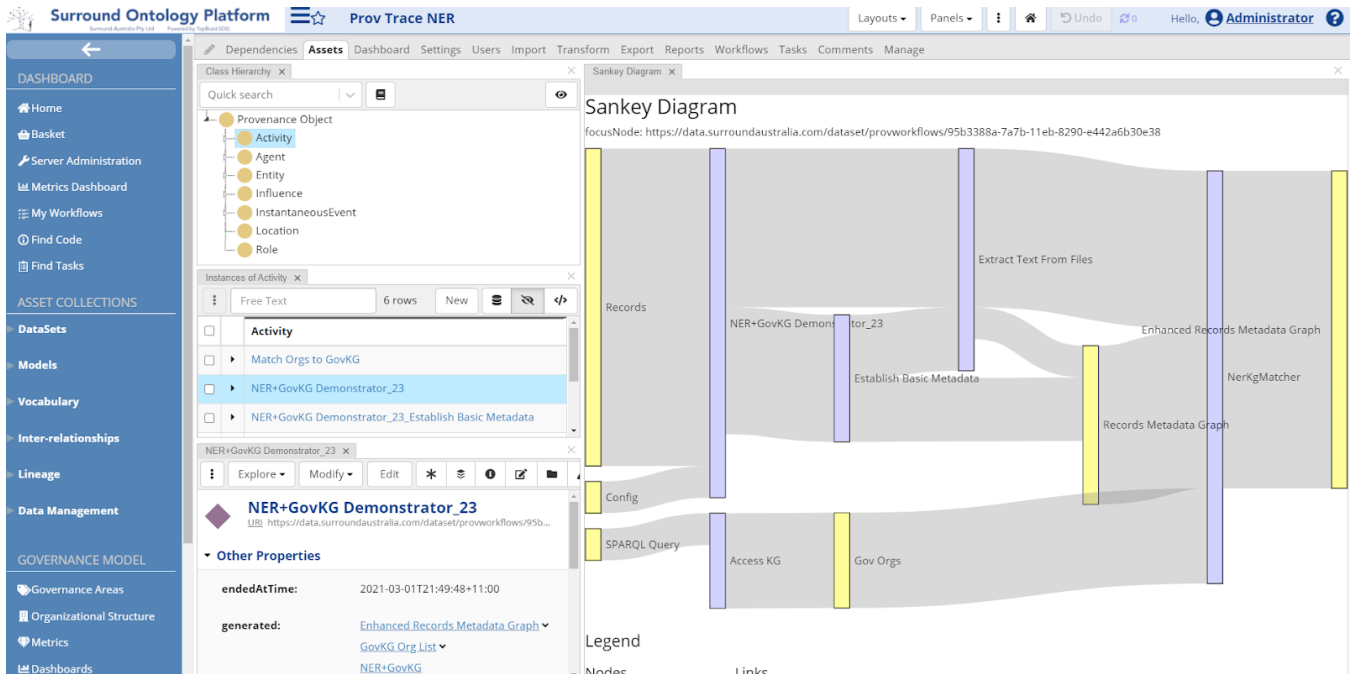 Surround Ontology Platform
Surround Australia Pty Ltd Powered by TopBraid EDG
Prov Trace NER
Layouts
Panels
Undo
0
Hello, Administrator
Dependencies Assets Dashboard Settings Users Import Transform Export Reports Workflows Tasks Comments Manage
DASHBOARD
Home
Basket
Server Administration
Metrics Dashboard
My Workflows
Find Code
Find Tasks
ASSET COLLECTIONS
DataSets
Models
Vocabulary
Inter-relationships
Lineage
Data Management
GOVERNANCE MODEL
Governance Areas
Organizational Structure
Metrics
Dashboards
Class Hierarchy
Quick search
Provenance Object
Activity
Agent
Entity
Influence
InstantaneousEvent
Location
Role
Instances of Activity
Free Text
6 rows
New
Activity
Match Orgs to GovKG
NER+GovKG Demonstrator_23
NER+GovKG Demonstrator_23_Establish Basic Metadata
NER+GovKG Demonstrator_23
Explore
Modify
Edit
NER+GovKG Demonstrator_23
URI https://data.surroundaustralia.com/dataset/provworkflows/95b...
Other Properties
endedAtTime: 2021-03-01T21:49:48+11:00
generated: Enhanced Records Metadata Graph
GovKG Org List
NER+GovKG
Sankey Diagram
Sankey Diagram
focusNode: https://data.surroundaustralia.com/dataset/provworkflows/95b3388a-7a7b-11eb-8290-e442a6b30e38
Extract Text From Files
Records
NER+GovKG Demonstrator_23
Enhanced Records Metadata Graph
Establish Basic Metadata
NerKgMatcher
Records Metadata Graph
Config
SPARQL Query
Access KG
Gov Orgs
Legend
Nodes
Links